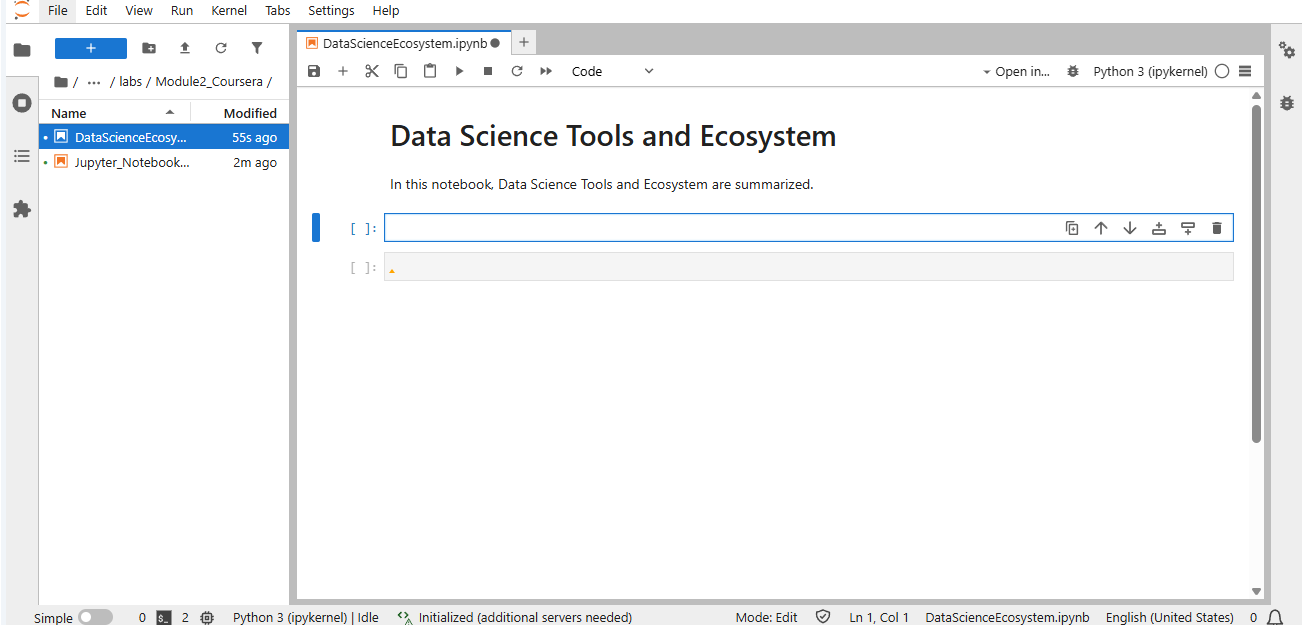 File Edit View Run Kernel Tabs Settings Help
+
/ ... / labs / Module2_Coursera /
Name Modified
DataScienceEcosy... 55s ago
Jupyter_Notebook... 2m ago
DataScienceEcosystem.ipynb
Code Open in... Python 3 (ipykernel)
Data Science Tools and Ecosystem
In this notebook, Data Science Tools and Ecosystem are summarized.
[ ]:
[ ]:
Simple 0 $_ 2 Python 3 (ipykernel) | Idle Initialized (additional servers needed) Mode: Edit Ln 1, Col 1 DataScienceEcosystem.ipynb English (United States) 0